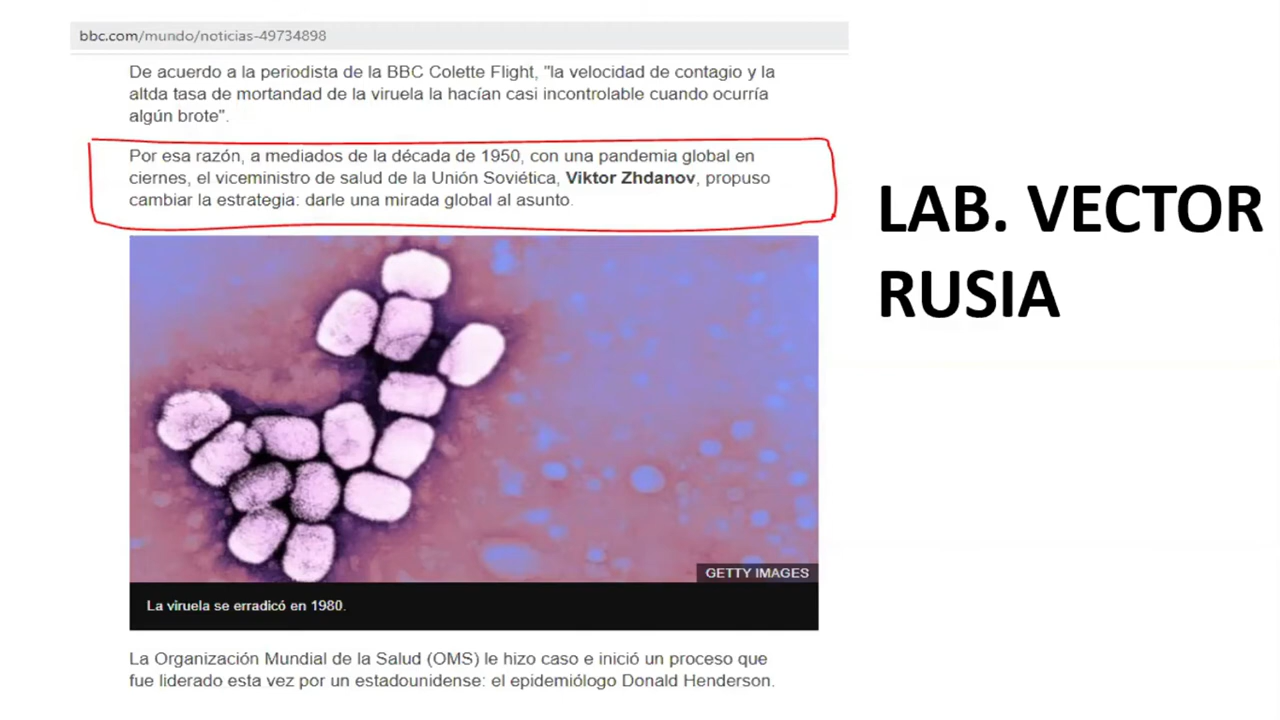 bbc.com/mundo/noticias-49734898
De acuerdo a la periodista de la BBC Colette Flight, "la velocidad de contagio y la
altda tasa de mortandad de la viruela la hacían casi incontrolable cuando ocurría
algún brote".
Por esa razón, a mediados de la década de 1950, con una pandemia global en
ciernes, el viceministro de salud de la Unión Soviética, Viktor Zhdanov, propuso
cambiar la estrategia: darle una mirada global al asunto.
GETTY IMAGES
La viruela se erradicó en 1980.
La Organización Mundial de la Salud (OMS) le hizo caso e inició un proceso que
fue liderado esta vez por un estadounidense: el epidemiólogo Donald Henderson.
LAB. VECTOR
RUSIA